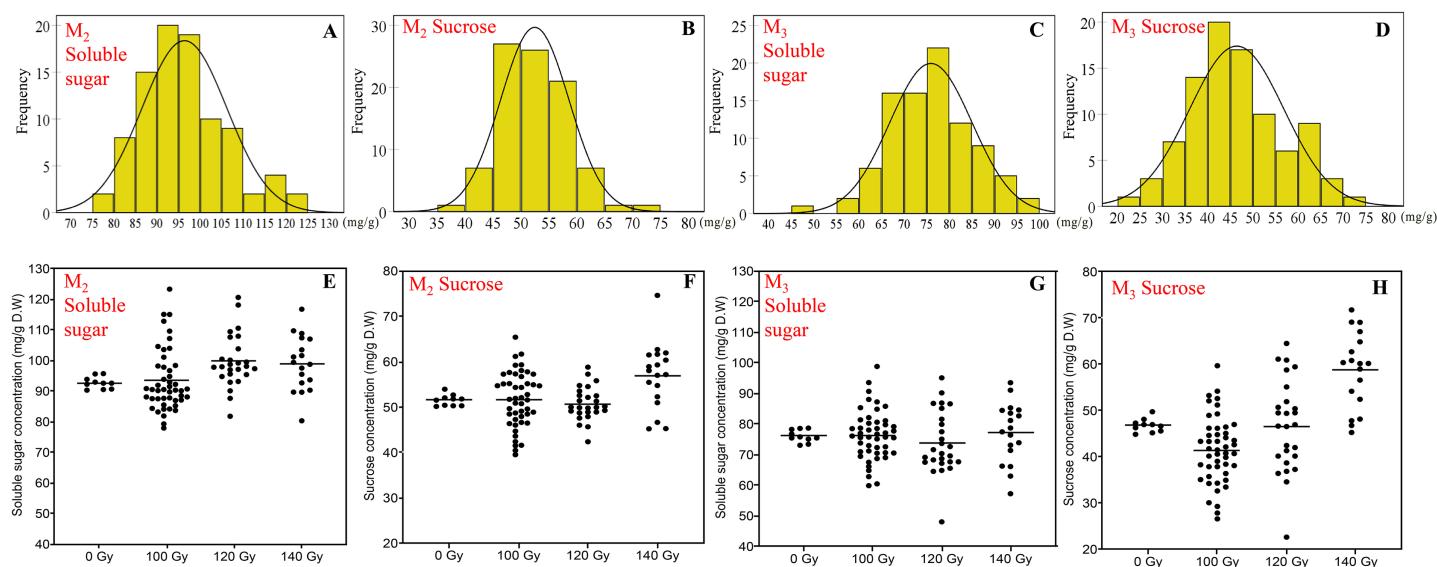 M2 Soluble sugar
A
Frequency
20
15
10
5
0
70 75 80 85 90 95 100 105 110 115 120 125 130 (mg/g)
M2 Sucrose
B
Frequency
30
20
10
0
30 35 40 45 50 55 60 65 70 75 80 (mg/g)
M3 Soluble sugar
C
Frequency
25
20
15
10
5
0
40 45 50 55 60 65 70 75 80 85 90 95 100 (mg/g)
M3 Sucrose
D
Frequency
20
15
10
5
0
20 25 30 35 40 45 50 55 60 65 70 75 80 (mg/g)
M2
Soluble
sugar
E
Soluble sugar concentration (mg/g D.W)
130
120
110
100
90
80
70
60
50
40
0 Gy 100 Gy 120 Gy 140 Gy
M2 Sucrose
F
Sucrose concentration (mg/g D.W)
80
70
60
50
40
30
20
0 Gy 100 Gy 120 Gy 140 Gy
M3
Soluble
sugar
G
Soluble sugar concentration (mg/g D.W)
130
120
110
100
90
80
70
60
50
40
0 Gy 100 Gy 120 Gy 140 Gy
M3 Sucrose
H
Sucrose concentration (mg/g D.W)
80
70
60
50
40
30
20
0 Gy 100 Gy 120 Gy 140 Gy